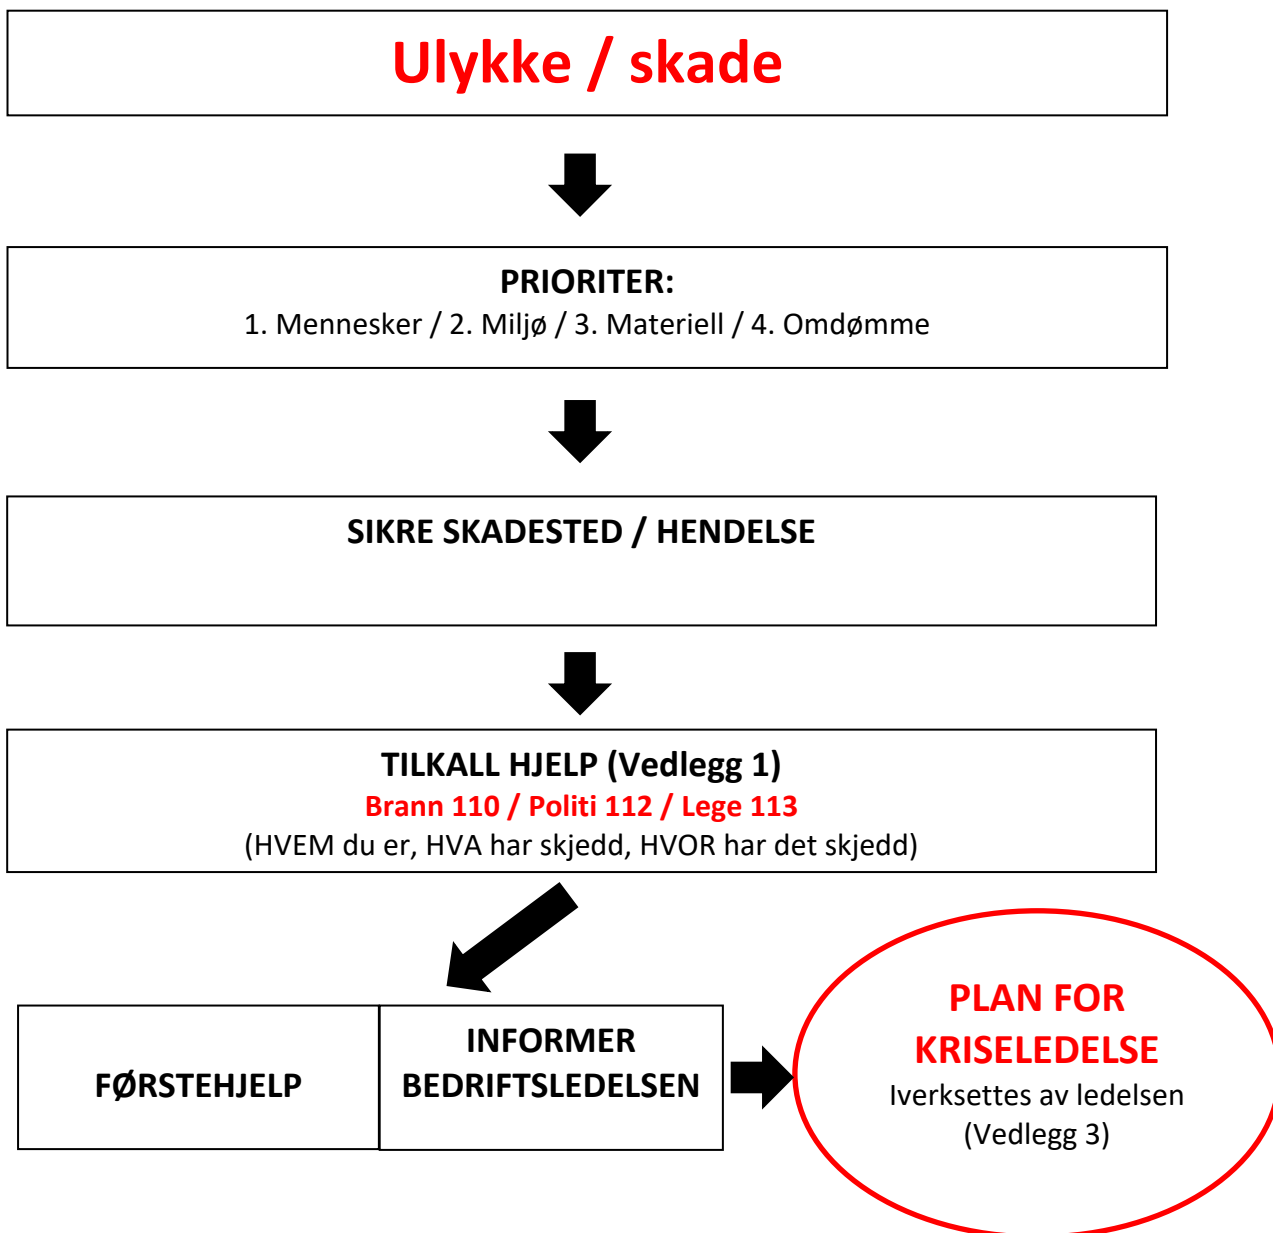 Ulykke / skade
PRIORITER:
1. Mennesker / 2. Miljø / 3. Materiell / 4. Omdømme
SIKRE SKADESTED / HENDELSE
TILKALL HJELP (Vedlegg 1)
Brann 110 / Politi 112 / Lege 113
(HVEM du er, HVA har skjedd, HVOR har det skjedd)
FØRSTEHJELP
INFORMER
BEDRIFTSLEDELSEN
PLAN FOR
KRISELEDELSE
Iverksettes av ledelsen
(Vedlegg 3)